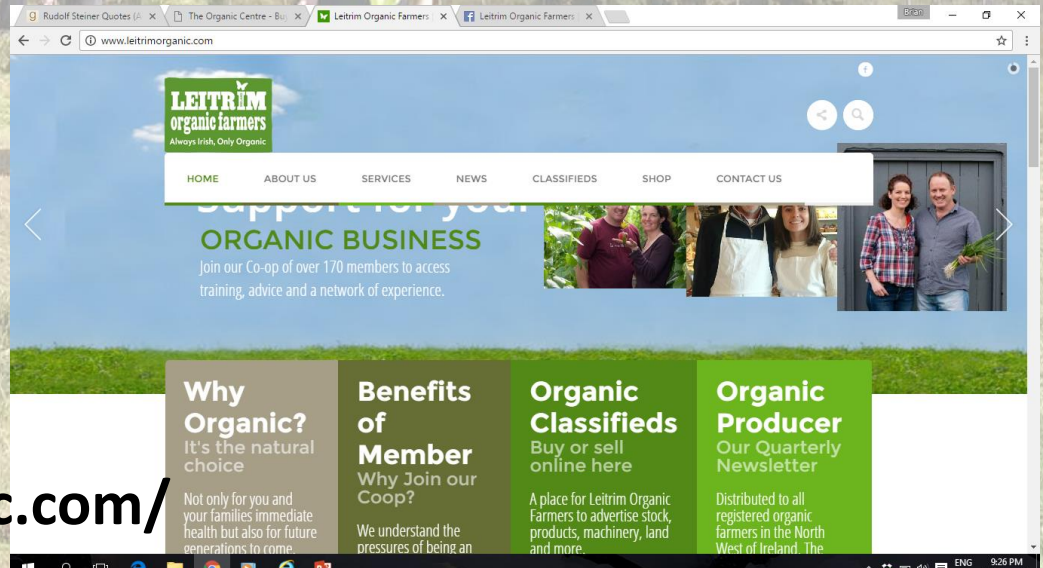 Rudolf Steiner Quotes (A
The Organic Centre - Bu
Leitrim Organic Farmers
Leitrim Organic Farmers
Brian
www.leitrimorganic.com
LEITRIM
organic farmers
Always Irish, Only Organic
HOME ABOUT US SERVICES NEWS CLASSIFIEDS SHOP CONTACT US
Support for your
ORGANIC BUSINESS
Join our Co-op of over 170 members to access
training, advice and a network of experience.
Why
Organic?
It's the natural
choice
Not only for you and
your families immediate
health but also for future
generations to come.
Benefits
of
Member
Why Join our
Coop?
We understand the
pressures of being an
Organic
Classifieds
Buy or sell
online here
A place for Leitrim Organic
Farmers to advertise stock,
products, machinery, land
and more.
Organic
Producer
Our Quarterly
Newsletter
Distributed to all
registered organic
farmers in the North
West of Ireland. The
c.com/
ENG
9:26 PM